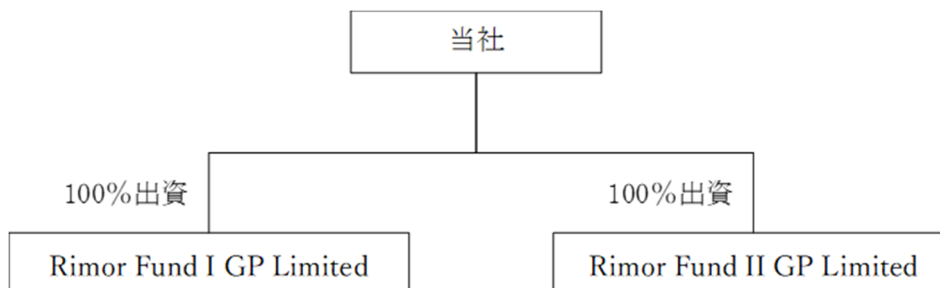 当社
100%出資
100%出資
Rimor Fund I GP Limited
Rimor Fund II GP Limited